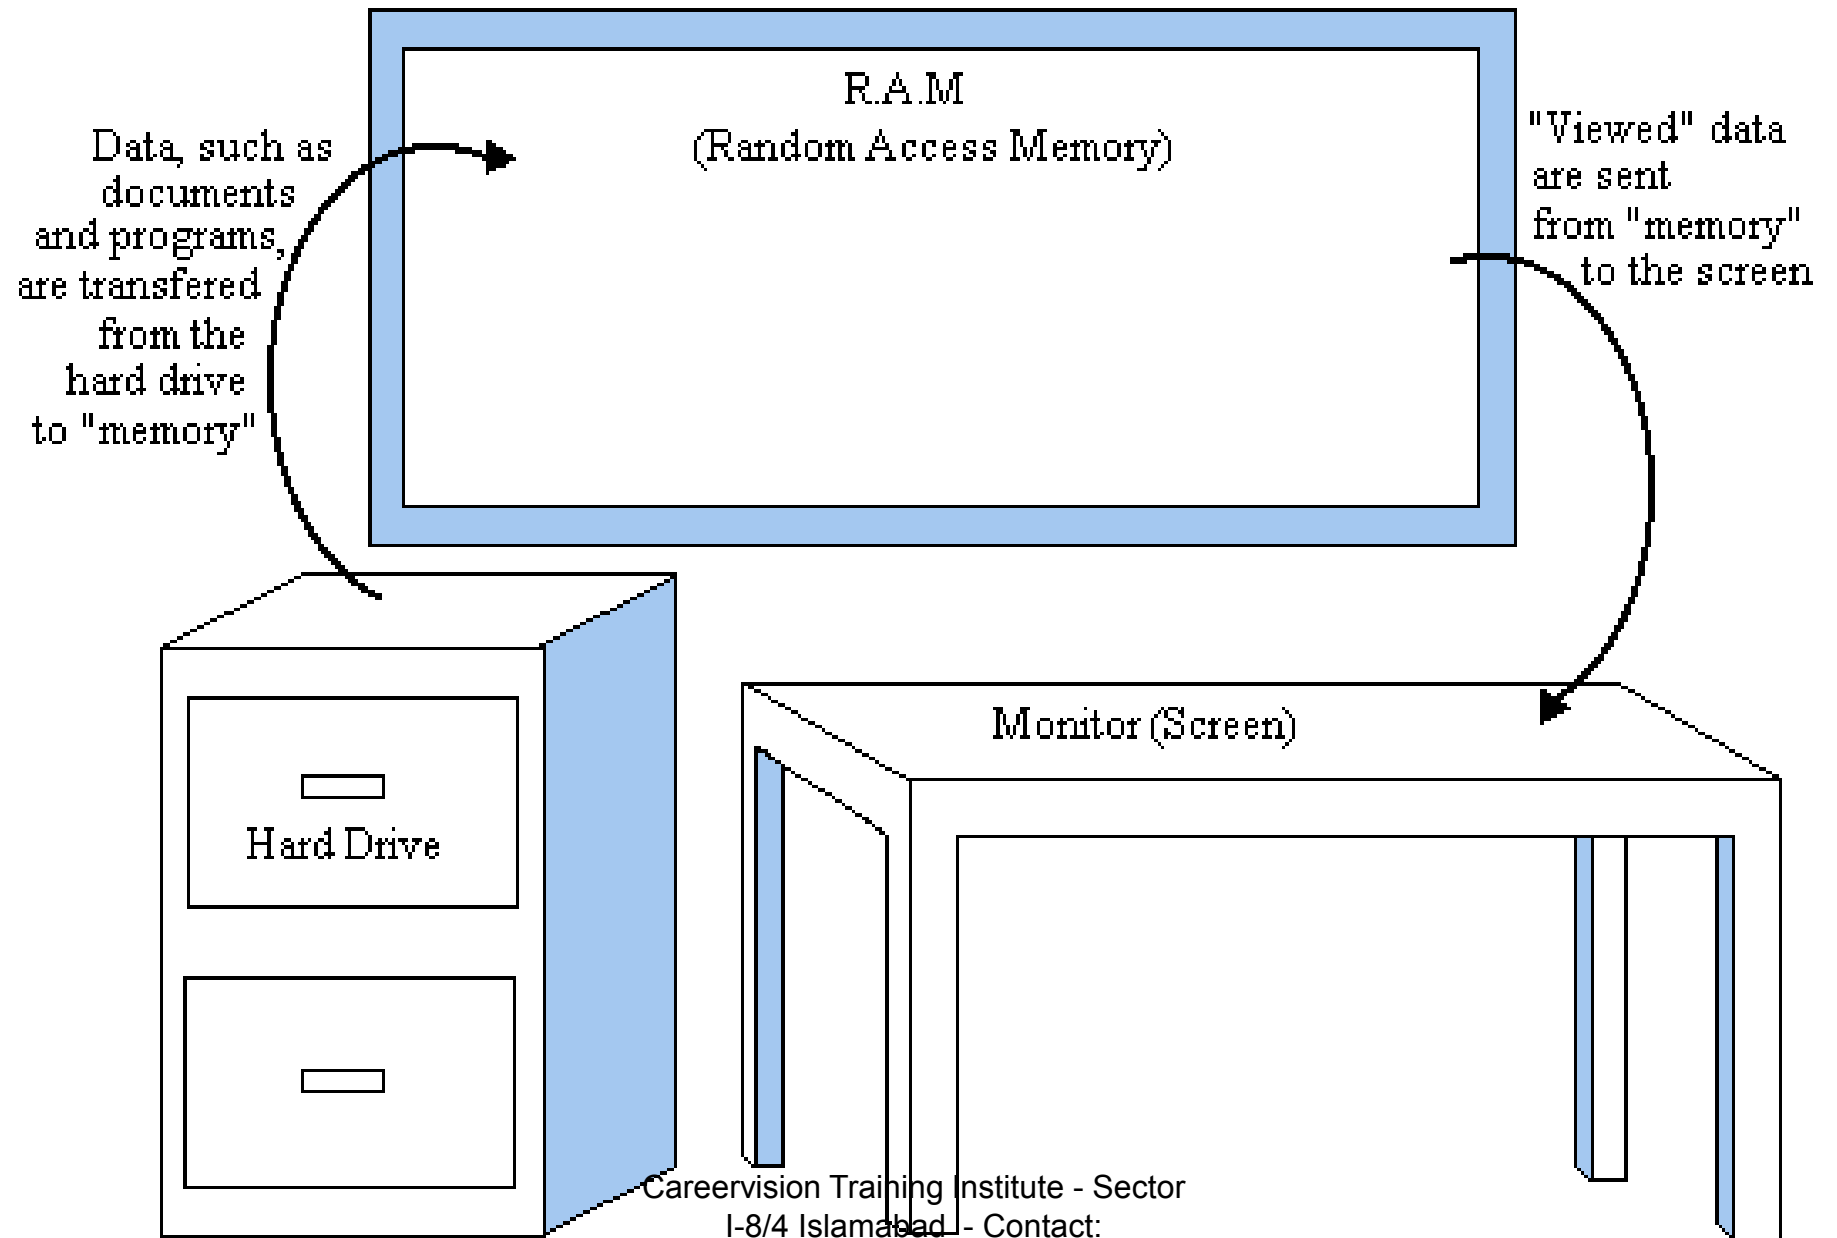 R.A.M
(Random Access Memory)
Data, such as
documents
and programs,
are transfered
from the
hard drive
to "memory"
"Viewed" data
are sent
from "memory"
to the screen
Monitor (Screen)
Hard Drive
Careervision Training Institute - Sector
I-8/4 Islamabad - Contact: